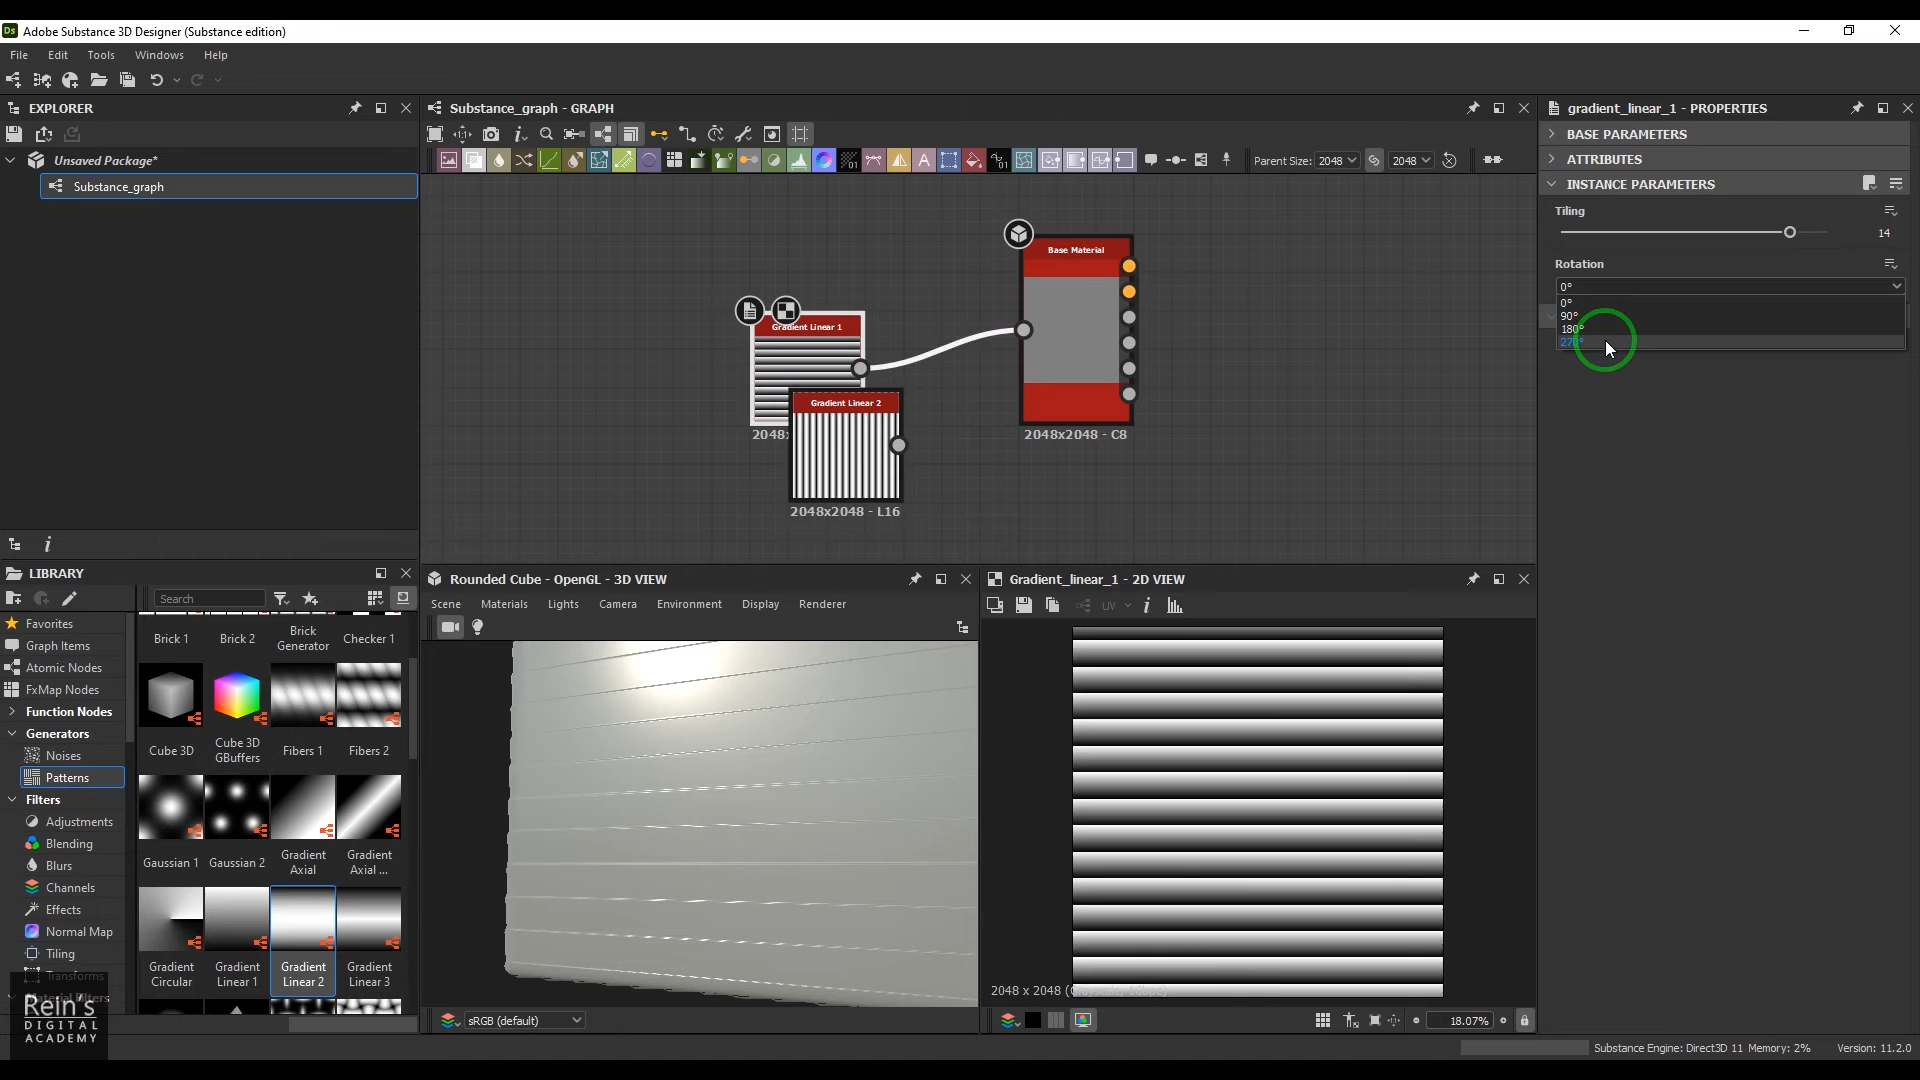 Ds Adobe Substance 3D Designer (Substance edition)
File Edit Tools Windows Help
EXPLORER
Unsaved Package*
Substance_graph
Substance_graph - GRAPH
Parent Size: 2048 2048
Base Material
2048x2048 - C8
Gradient Linear 1
2048x
Gradient Linear 2
2048x2048 - L16
gradient_linear_1 - PROPERTIES
BASE PARAMETERS
ATTRIBUTES
INSTANCE PARAMETERS
Tiling
14
Rotation
0°
0°
90°
180°
270°
LIBRARY
Search
Favorites
Graph Items
Atomic Nodes
FxMap Nodes
Function Nodes
Generators
Noises
Patterns
Filters
Adjustments
Blending
Blurs
Channels
Effects
Normal Map
Tiling
Transforms
Material Filters
Brick 1 Brick 2 Brick Generator Checker 1
Cube 3D Cube 3D GBuffers Fibers 1 Fibers 2
Gaussian 1 Gaussian 2 Gradient Axial Gradient Axial ...
Gradient Circular Gradient Linear 1 Gradient Linear 2 Gradient Linear 3
Rein's
DIGITAL
ACADEMY
Rounded Cube - OpenGL - 3D VIEW
Scene Materials Lights Camera Environment Display Renderer
sRGB (default)
Gradient_linear_1 - 2D VIEW
UV
2048 x 2048
18.07%
Substance Engine: Direct3D 11 Memory: 2% Version: 11.2.0